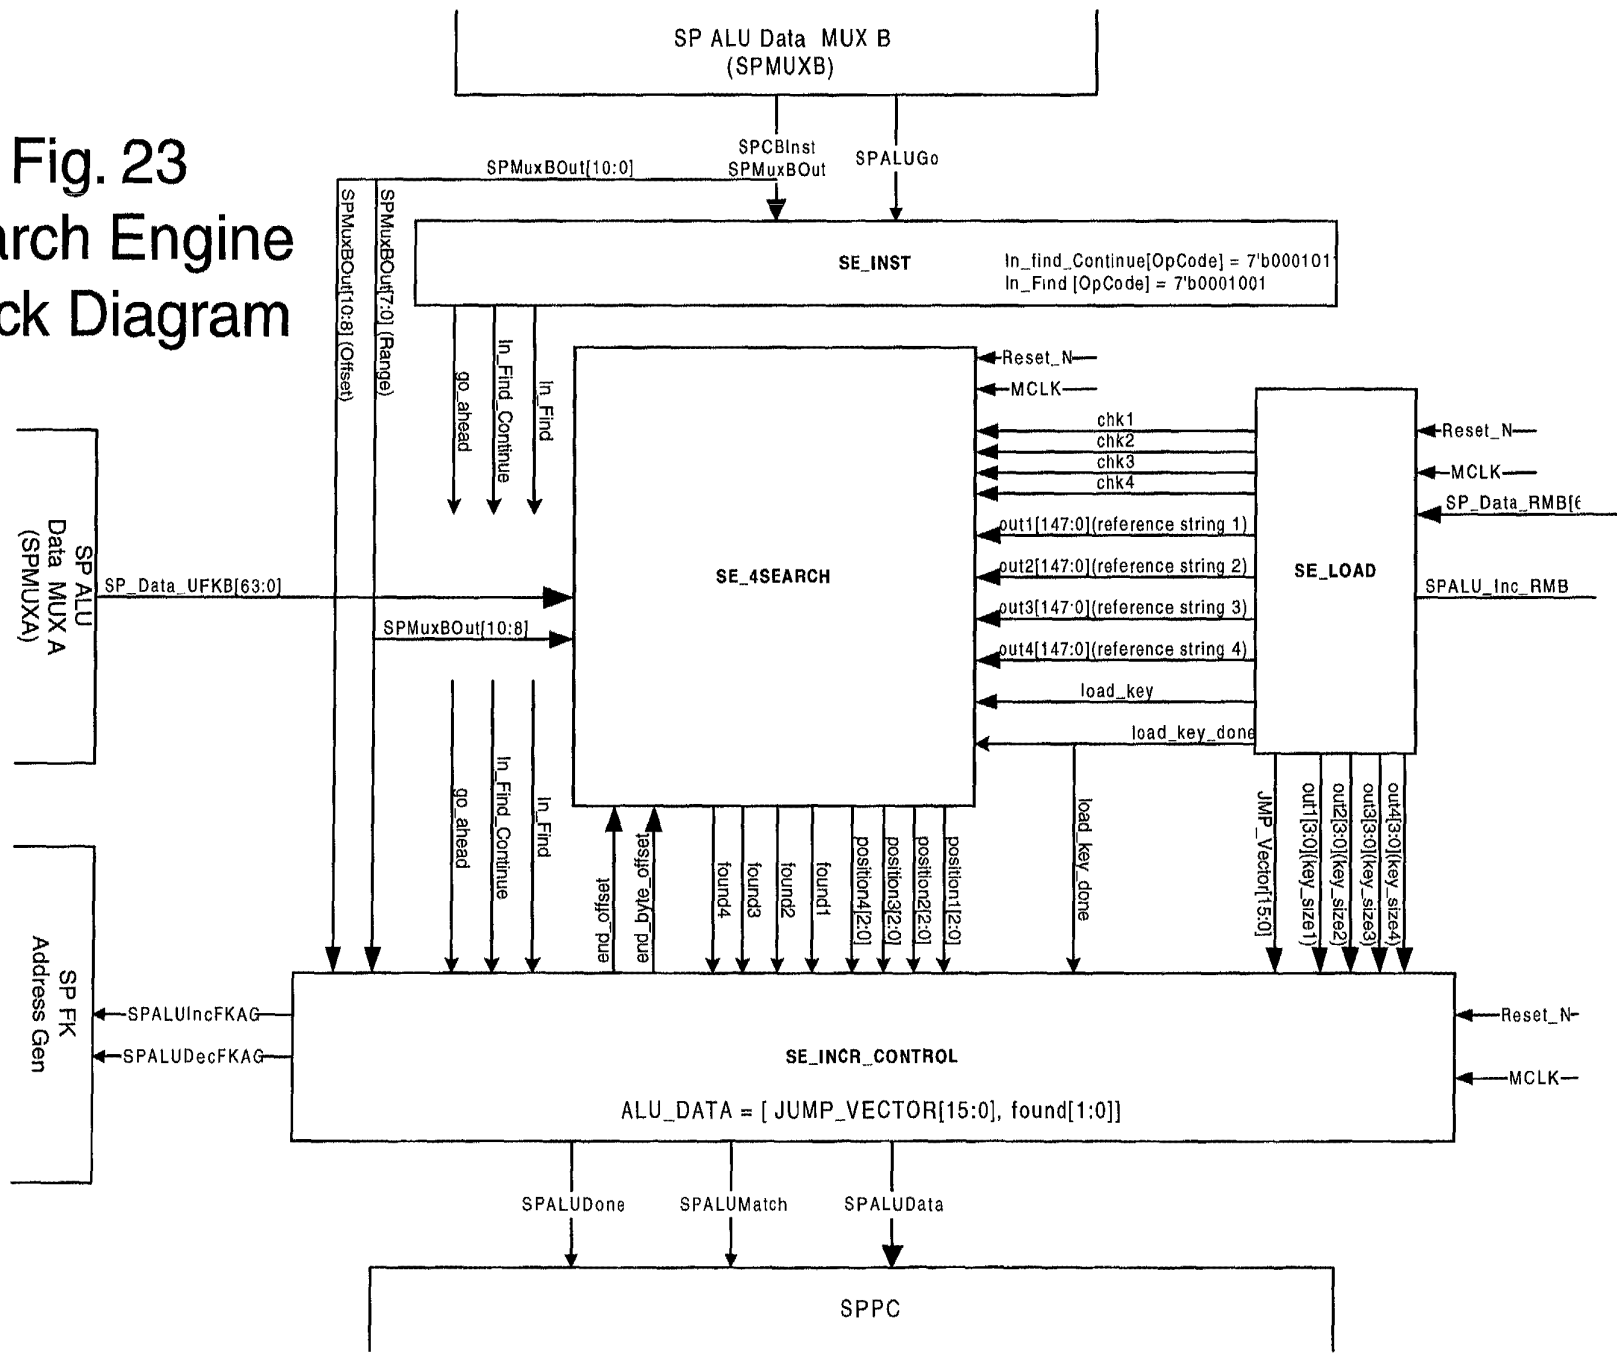 SP ALU Data MUX B
(SPMUXB)
Fig. 23
arch Engine
ck Diagram
SPCBInst
SPMuxBOut
SPALUGo
SPMuxBOut[10:0]
SPMuxBOut[10:8] (Offset)
SPMuxBOut[7:0] (Range)
SE_INST
In_find_Continue[OpCode] = 7'b000101
In_Find [OpCode] = 7'b0001001
go_ahead
In_Find_Continue
In_Find
Reset_N
MCLK
chk1
chk2
chk3
chk4
out1[147:0](reference string 1)
out2[147:0](reference string 2)
out3[147:0](reference string 3)
out4[147:0](reference string 4)
load_key
load_key_done
SE_4SEARCH
SE_LOAD
Reset_N
MCLK
SP_Data_RMB[6
SPALU_Inc_RMB
SP ALU
Data MUX A
(SPMUXA)
SP_Data_UFKB[63:0]
SPMuxBOut[10:8]
go_ahead
In_Find_Continue
In_Find
end_offset
end_byte_offset
found4
found3
found2
found1
position4[2:0]
position3[2:0]
position2[2:0]
position1[2:0]
load_key_done
JMP_Vector[15:0]
out1[3:0](key_size1)
out2[3:0](key_size2)
out3[3:0](key_size3)
out4[3:0](key_size4)
SP FK
Address Gen
SPALUIncFKAG
SPALUDecFKAG
SE_INCR_CONTROL
ALU_DATA = [ JUMP_VECTOR[15:0], found[1:0]]
Reset_N
MCLK
SPALUDone
SPALUMatch
SPALUData
SPPC